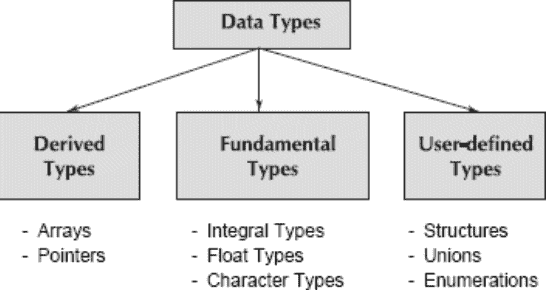 Data Types
Derived
Types
Fundamental
Types
User-defined
Types
- Arrays
- Pointers
- Integral Types
- Float Types
- Character Types
- Structures
- Unions
- Enumerations